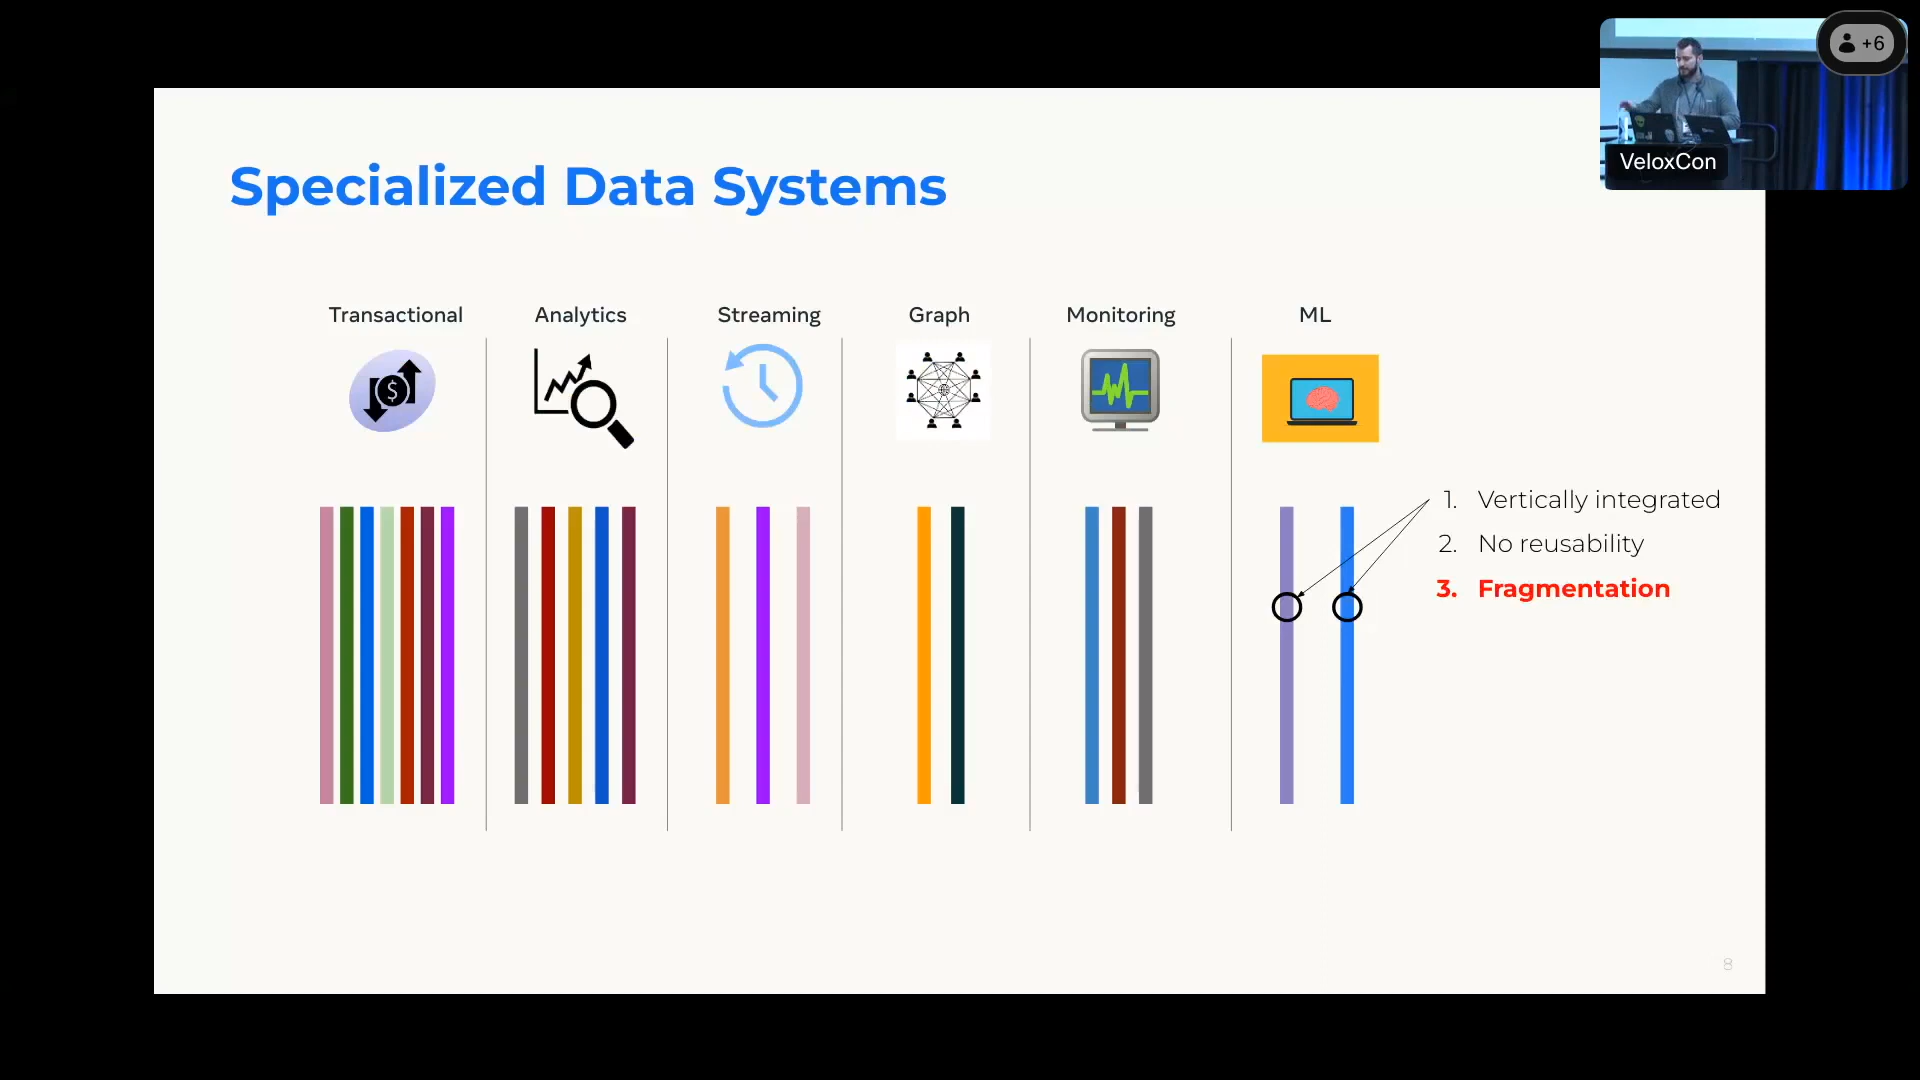 +6
VeloxCon
Specialized Data Systems
Transactional
Analytics
Streaming
Graph
Monitoring
ML
$
1. Vertically integrated
2. No reusability
3. Fragmentation
8